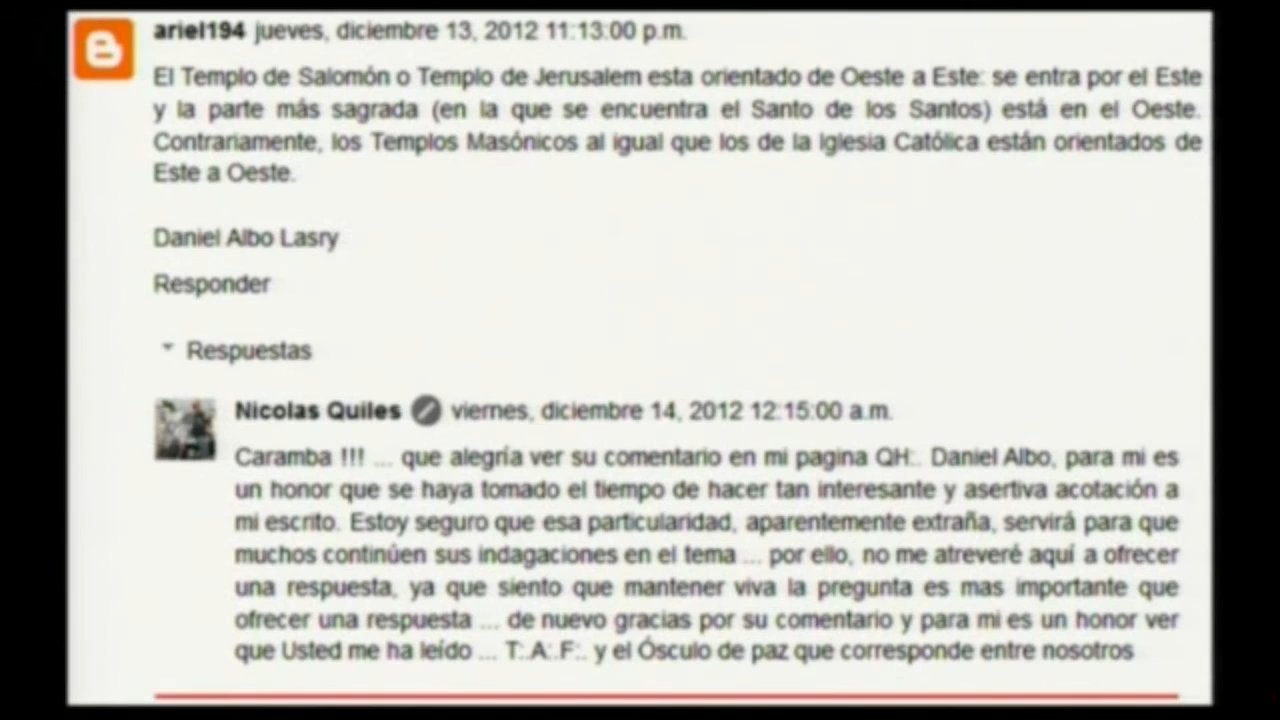 ariel194 jueves, diciembre 13, 2012 11:13:00 p.m.
El Templo de Salomón o Templo de Jerusalem esta orientado de Oeste a Este: se entra por el Este
y la parte más sagrada (en la que se encuentra el Santo de los Santos) está en el Oeste.
Contrariamente, los Templos Masónicos al igual que los de la Iglesia Católica están orientados de
Este a Oeste.
Daniel Albo Lasry
Responder
Respuestas
Nicolas Quiles viernes, diciembre 14, 2012 12:15:00 a.m.
Caramba !!! ... que alegría ver su comentario en mi pagina QH:. Daniel Albo, para mi es
un honor que se haya tomado el tiempo de hacer tan interesante y asertiva acotación a
mi escrito. Estoy seguro que esa particularidad, aparentemente extraña, servirá para que
muchos continúen sus indagaciones en el tema ... por ello, no me atreveré aquí a ofrecer
una respuesta, ya que siento que mantener viva la pregunta es mas importante que
ofrecer una respuesta ... de nuevo gracias por su comentario y para mi es un honor ver
que Usted me ha leído ... T:.A:.F:. y el Ósculo de paz que corresponde entre nosotros